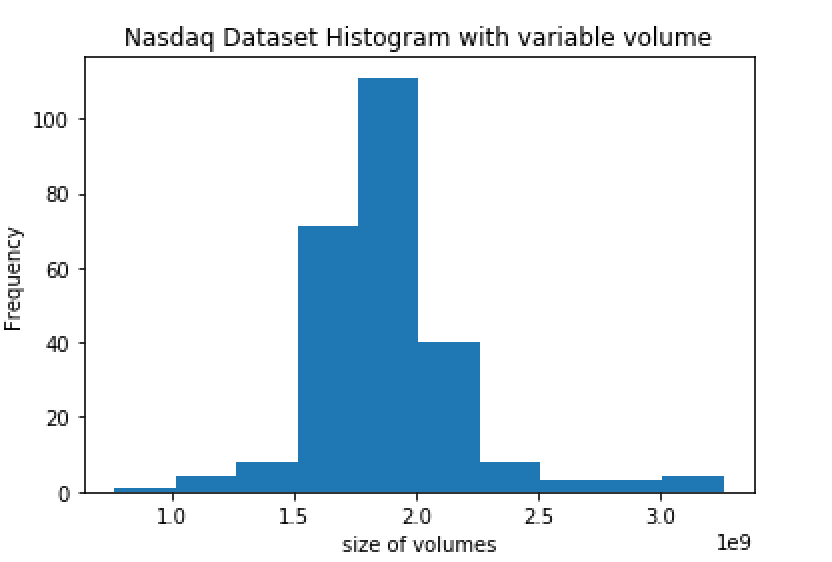 Nasdaq Dataset Histogram with variable volume
Frequency
100
80
60
40
20
0
1.0 1.5 2.0 2.5 3.0
size of volumes
1e9